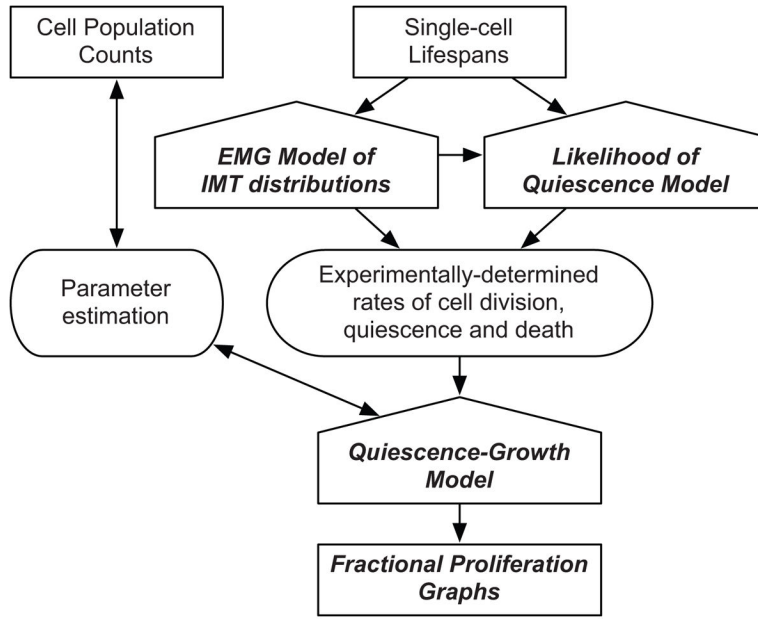 Cell Population
Counts
Single-cell
Lifespans
EMG Model of
IMT distributions
Likelihood of
Quiescence Model
Parameter
estimation
Experimentally-determined
rates of cell division,
quiescence and death
Quiescence-Growth
Model
Fractional Proliferation
Graphs